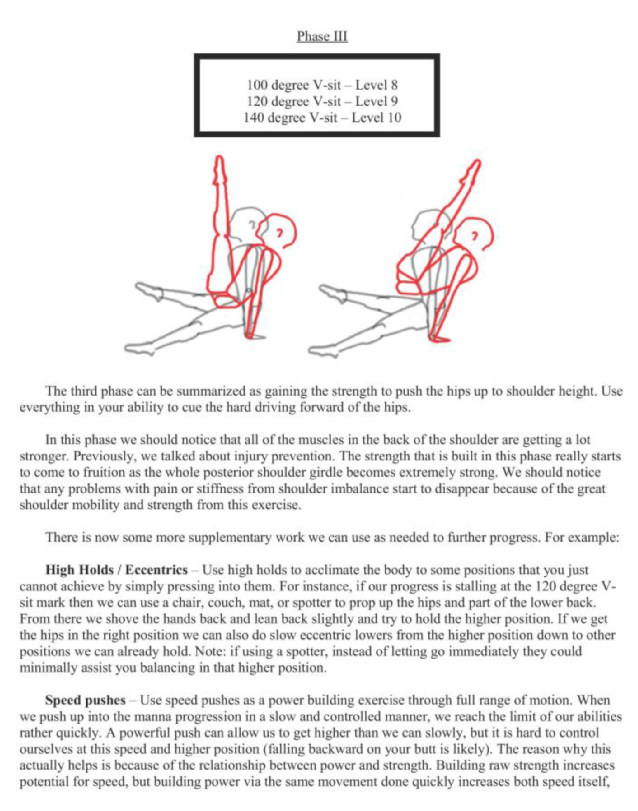 Phase III
100 degree V-sit – Level 8
120 degree V-sit – Level 9
140 degree V-sit – Level 10
The third phase can be summarized as gaining the strength to push the hips up to shoulder height. Use
everything in your ability to cue the hard driving forward of the hips.
In this phase we should notice that all of the muscles in the back of the shoulder are getting a lot
stronger. Previously, we talked about injury prevention. The strength that is built in this phase really starts
to come to fruition as the whole posterior shoulder girdle becomes extremely strong. We should notice
that any problems with pain or stiffness from shoulder imbalance start to disappear because of the great
shoulder mobility and strength from this exercise.
There is now some more supplementary work we can use as needed to further progress. For example:
High Holds / Eccentrics – Use high holds to acclimate the body to some positions that you just
cannot achieve by simply pressing into them. For instance, if our progress is stalling at the 120 degree V-
sit mark then we can use a chair, couch, mat, or spotter to prop up the hips and part of the lower back.
From there we shove the hands back and lean back slightly and try to hold the higher position. If we get
the hips in the right position we can also do slow eccentric lowers from the higher position down to other
positions we can already hold. Note: if using a spotter, instead of letting go immediately they could
minimally assist you balancing in that higher position.
Speed pushes – Use speed pushes as a power building exercise through full range of motion. When
we push up into the manna progression in a slow and controlled manner, we reach the limit of our abilities
rather quickly. A powerful push can allow us to get higher than we can slowly, but it is hard to control
ourselves at this speed and higher position (falling backward on your butt is likely). The reason why this
actually helps is because of the relationship between power and strength. Building raw strength increases
potential for speed, but building power via the same movement done quickly increases both speed itself,